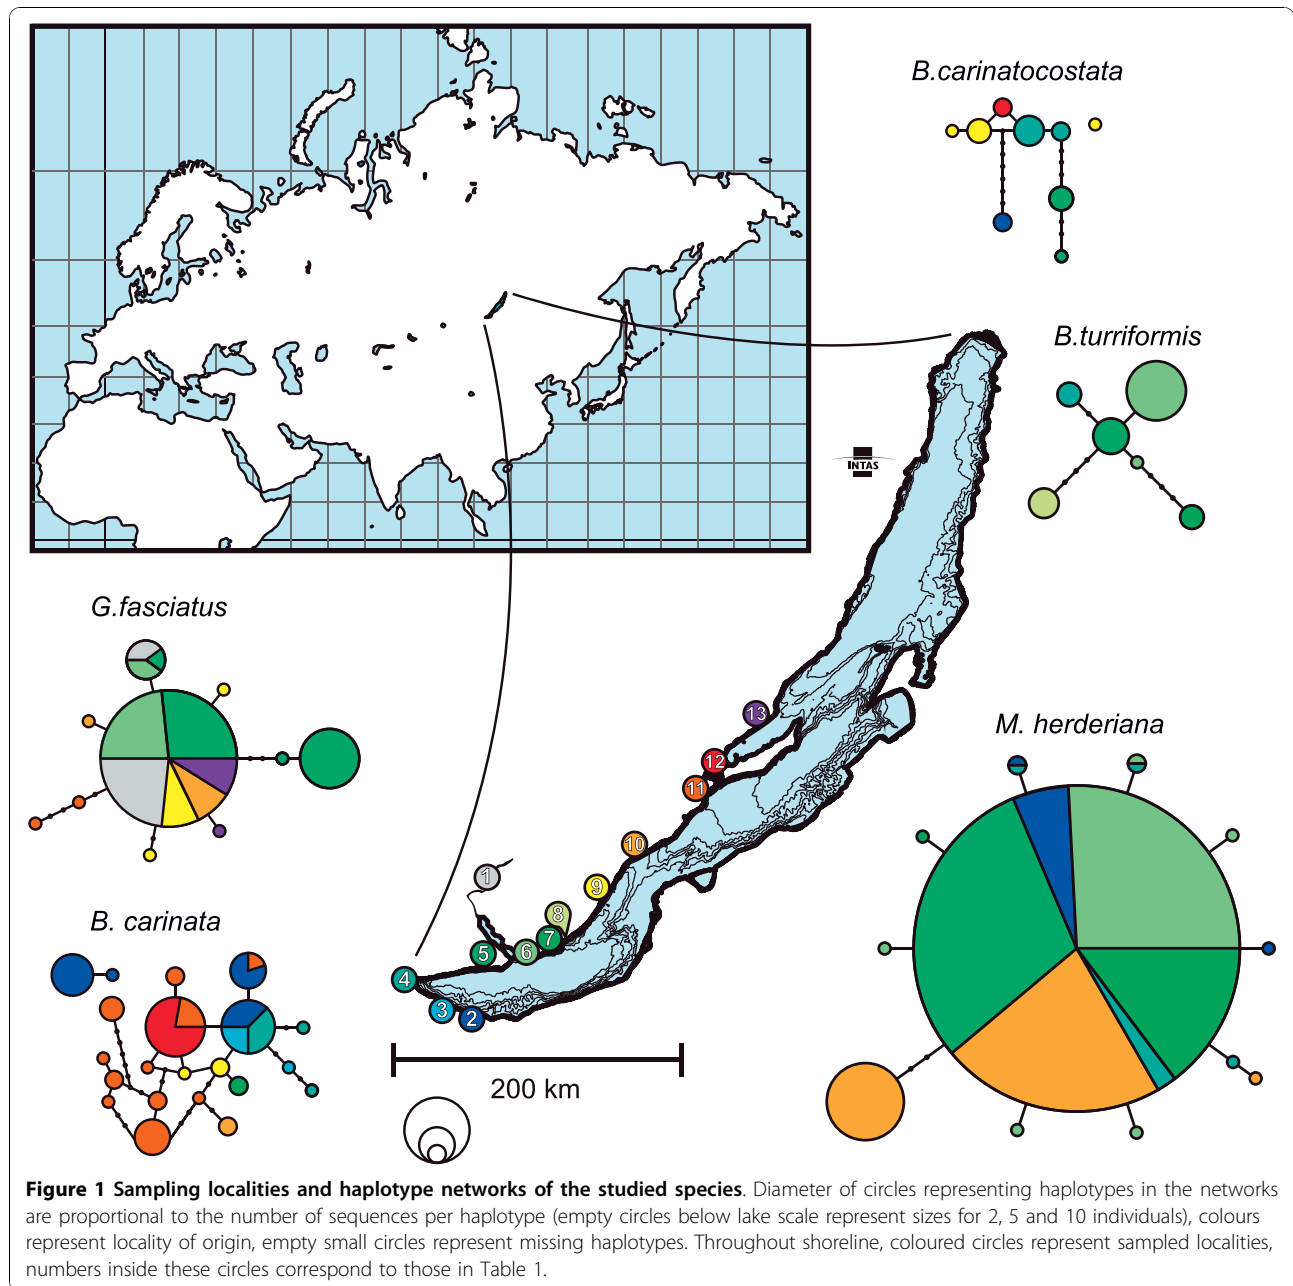 B.carinatocostata
B.turriformis
INTAS
G.fasciatus
M. herderiana
B. carinata
13
12
11
10
1
9
8
7
6
5
4
3
2
200 km
Figure 1 Sampling localities and haplotype networks of the studied species. Diameter of circles representing haplotypes in the networks
are proportional to the number of sequences per haplotype (empty circles below lake scale represent sizes for 2, 5 and 10 individuals), colours
represent locality of origin, empty small circles represent missing haplotypes. Throughout shoreline, coloured circles represent sampled localities,
numbers inside these circles correspond to those in Table 1.